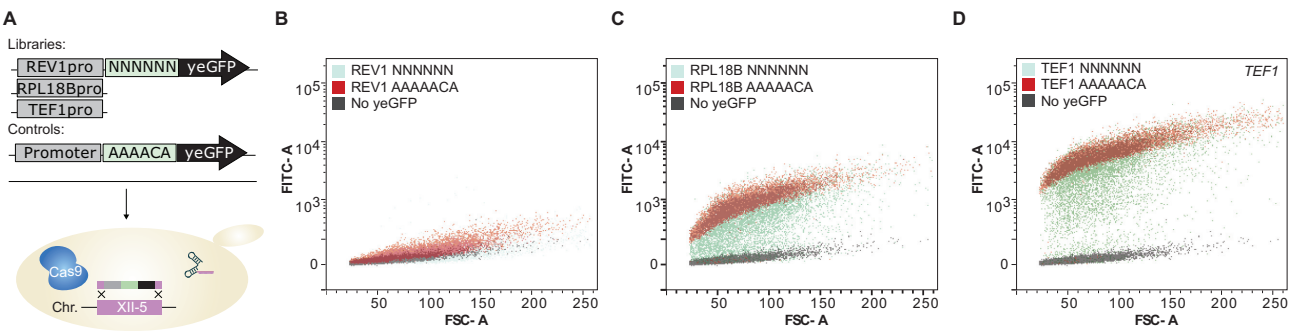 A
Libraries:
REV1pro NNNNNN yeGFP
RPL18Bpro
TEF1pro
Controls:
Promoter AAAACA yeGFP
Cas9
Chr. XII-5
B
REV1 NNNNNN
REV1 AAAAACA
No yeGFP
FITC- A
10⁵
10⁴
10³
0
50 100 150 200 250
FSC- A
C
RPL18B NNNNNN
RPL18B AAAAACA
No yeGFP
FITC- A
10⁵
10⁴
10³
0
50 100 150 200 250
FSC- A
D
TEF1 NNNNNN
TEF1 AAAAACA
No yeGFP
TEF1
FITC- A
10⁵
10⁴
10³
0
50 100 150 200 250
FSC- A